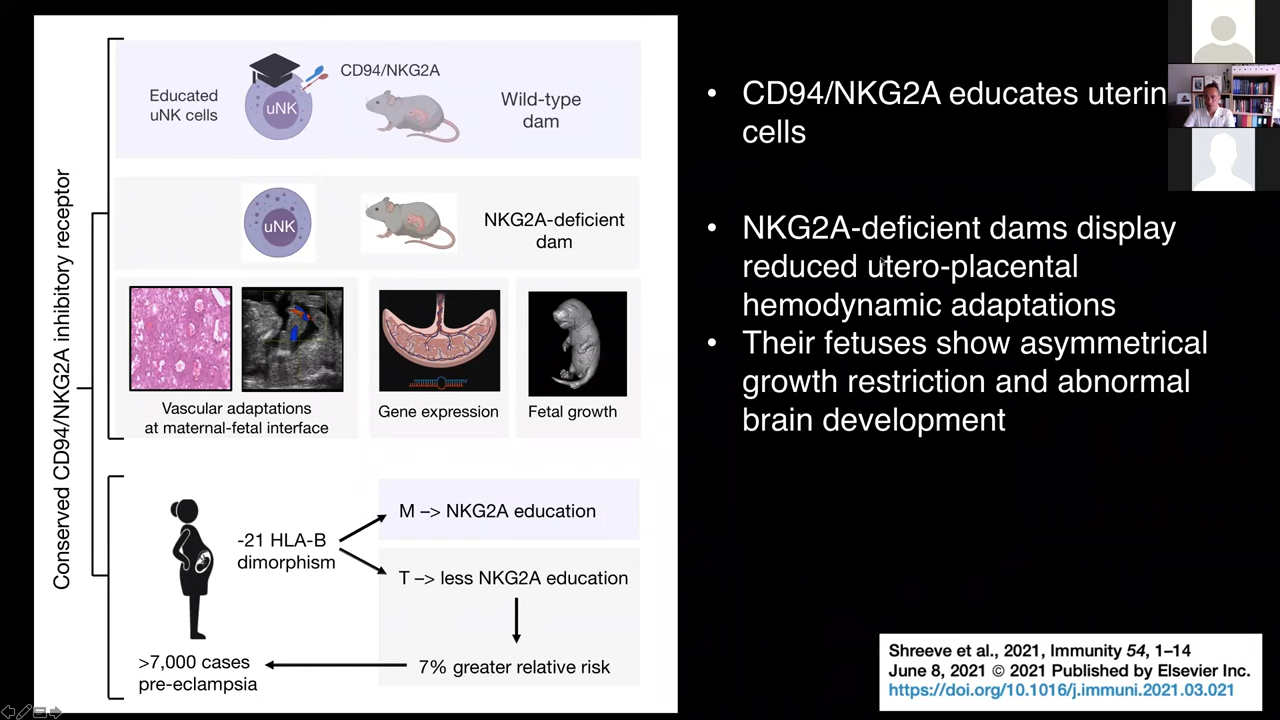 Conserved CD94/NKG2A inhibitory receptor
Educated
uNK cells
uNK
CD94/NKG2A
Wild-type
dam
uNK
NKG2A-deficient
dam
Vascular adaptations
at maternal-fetal interface
Gene expression
Fetal growth
-21 HLA-B
dimorphism
M –> NKG2A education
T –> less NKG2A education
7% greater relative risk
>7,000 cases
pre-eclampsia
• CD94/NKG2A educates uterin
cells
• NKG2A-deficient dams display
reduced utero-placental
hemodynamic adaptations
• Their fetuses show asymmetrical
growth restriction and abnormal
brain development
Shreeve et al., 2021, Immunity 54, 1–14
June 8, 2021 © 2021 Published by Elsevier Inc.
https://doi.org/10.1016/j.immuni.2021.03.021